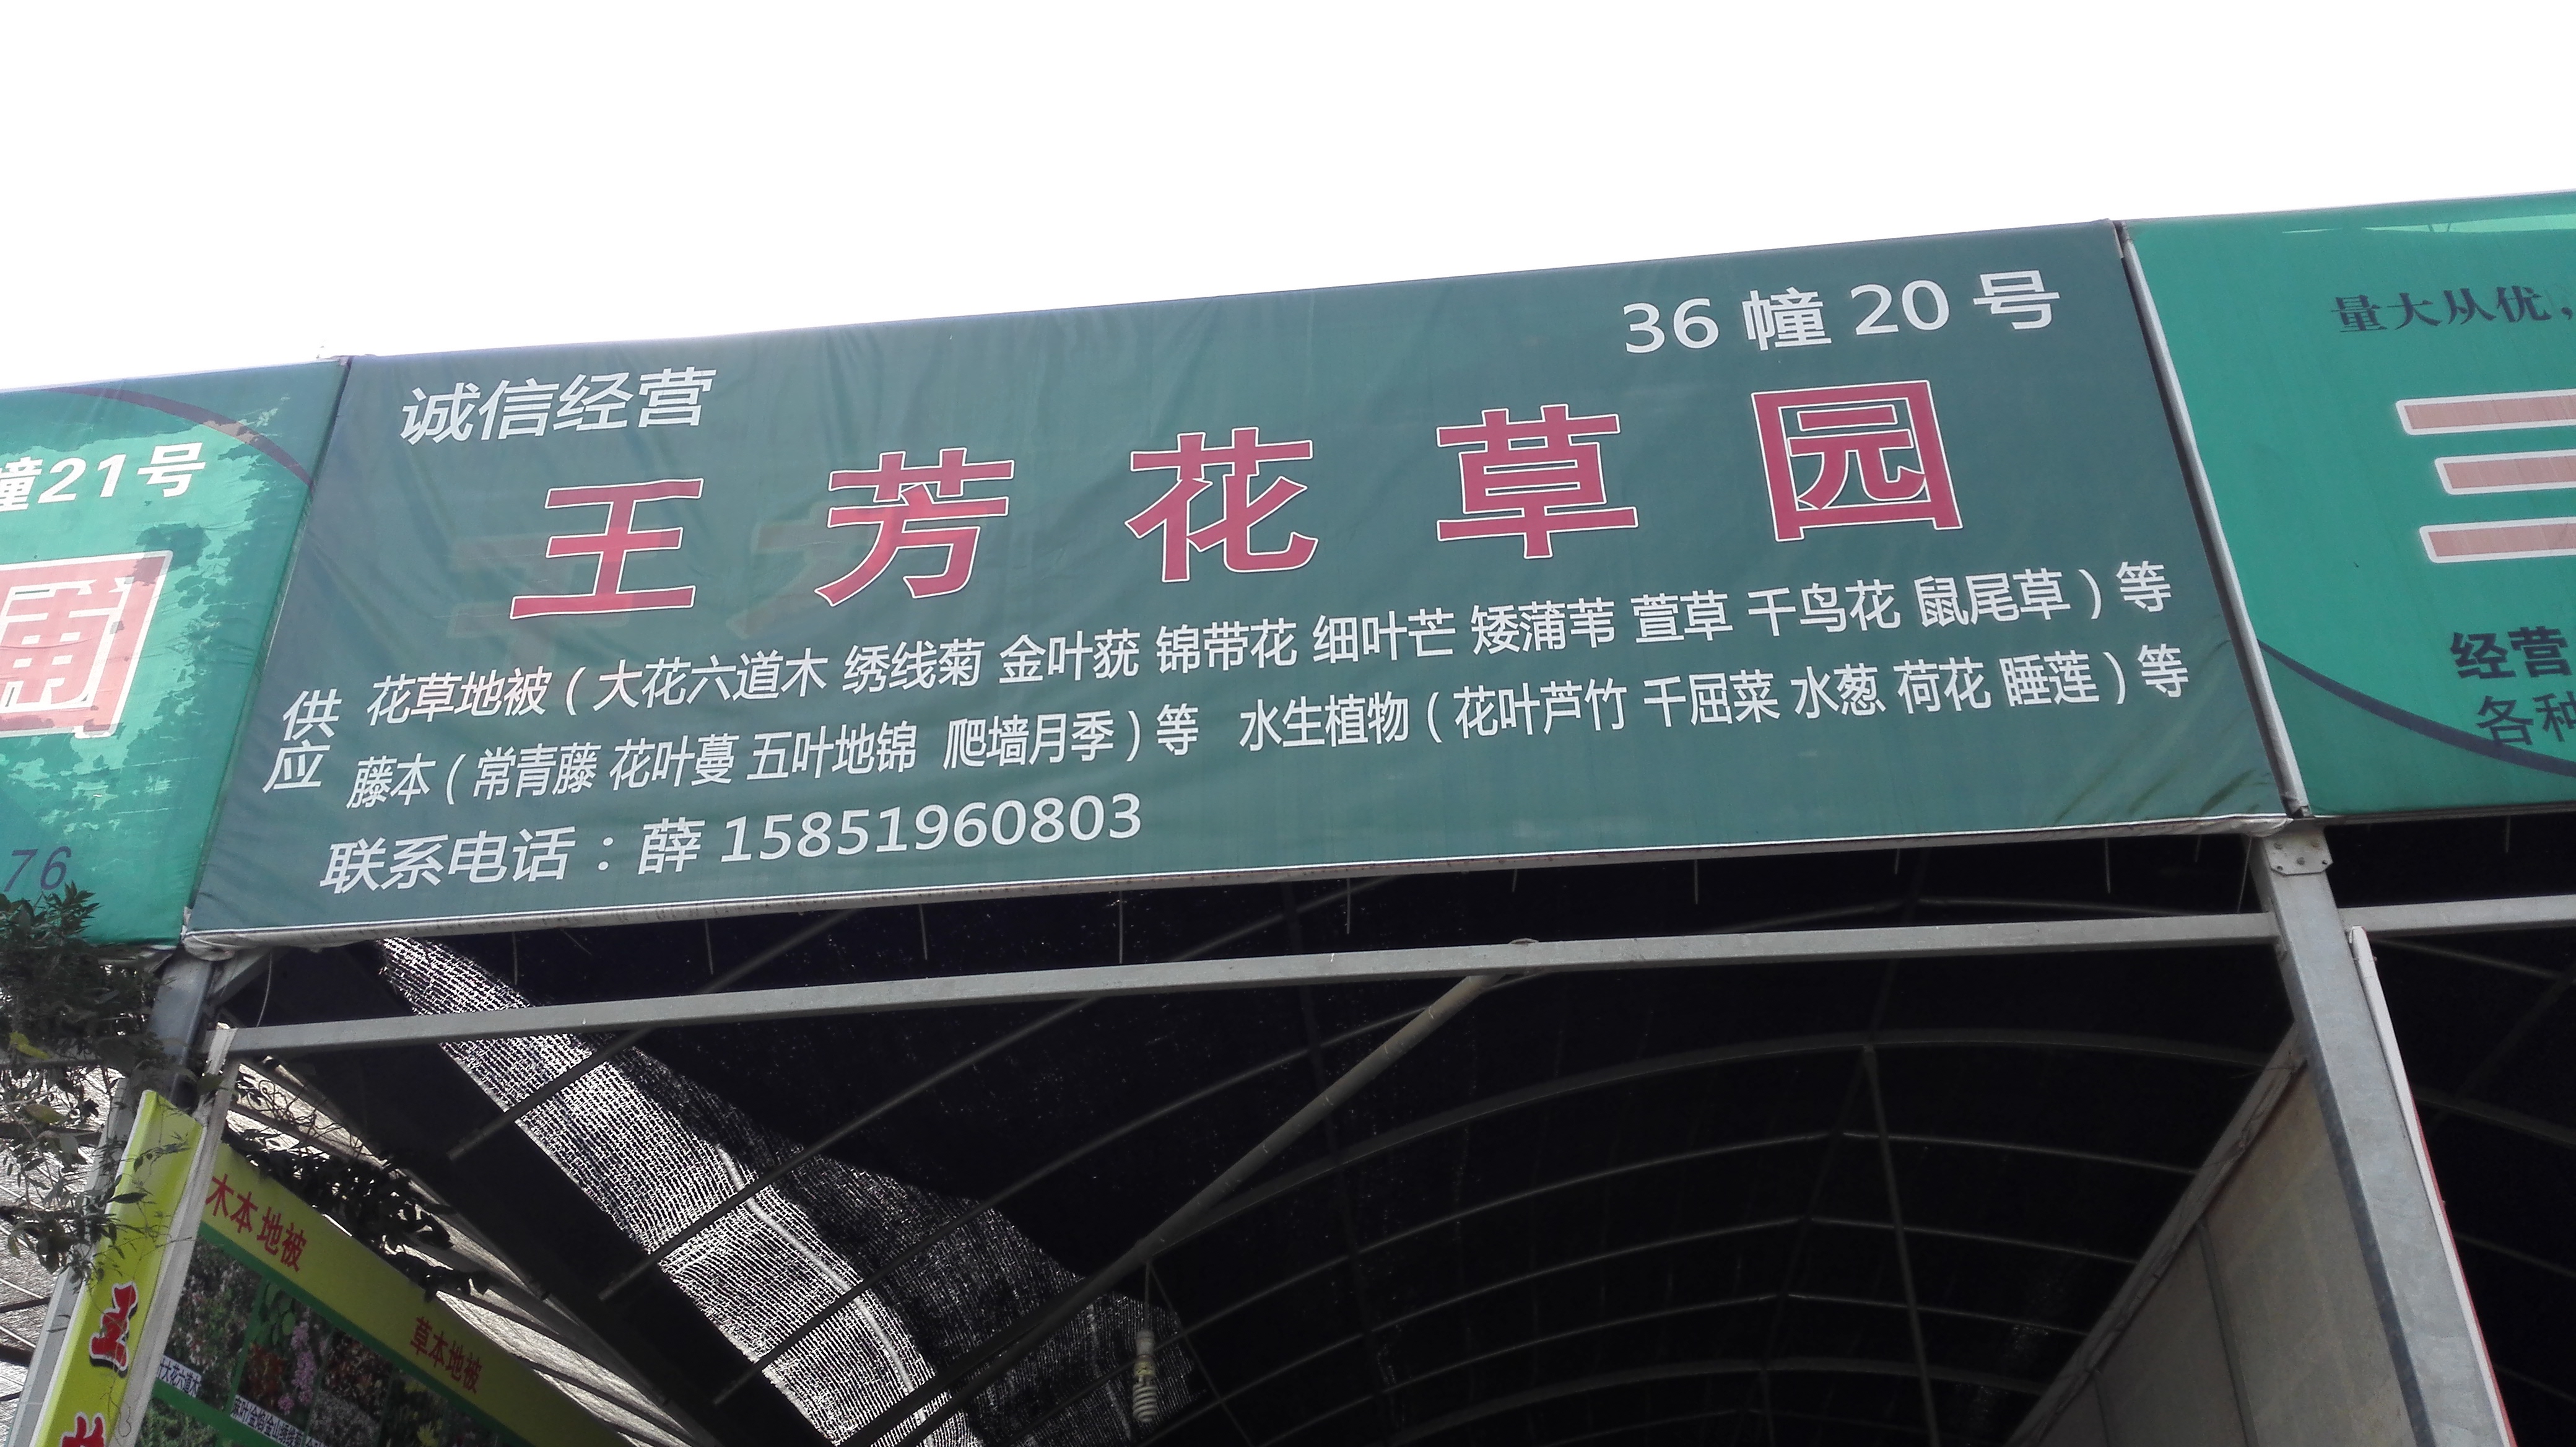 诚信经营
36 幢 20 号
王芳花草园
供应
花草地被（大花六道木 绣线菊 金叶莸 锦带花 细叶芒 矮蒲苇 萱草 千鸟花 鼠尾草）等
藤本（常青藤 花叶蔓 五叶地锦 爬墙月季）等 水生植物（花叶芦竹 千屈菜 水葱 荷花 睡莲）等
联系电话：薛 15851960803
幢21号
圃
76
量大从优，
三
经营
各种
木本地被
草本地被
王